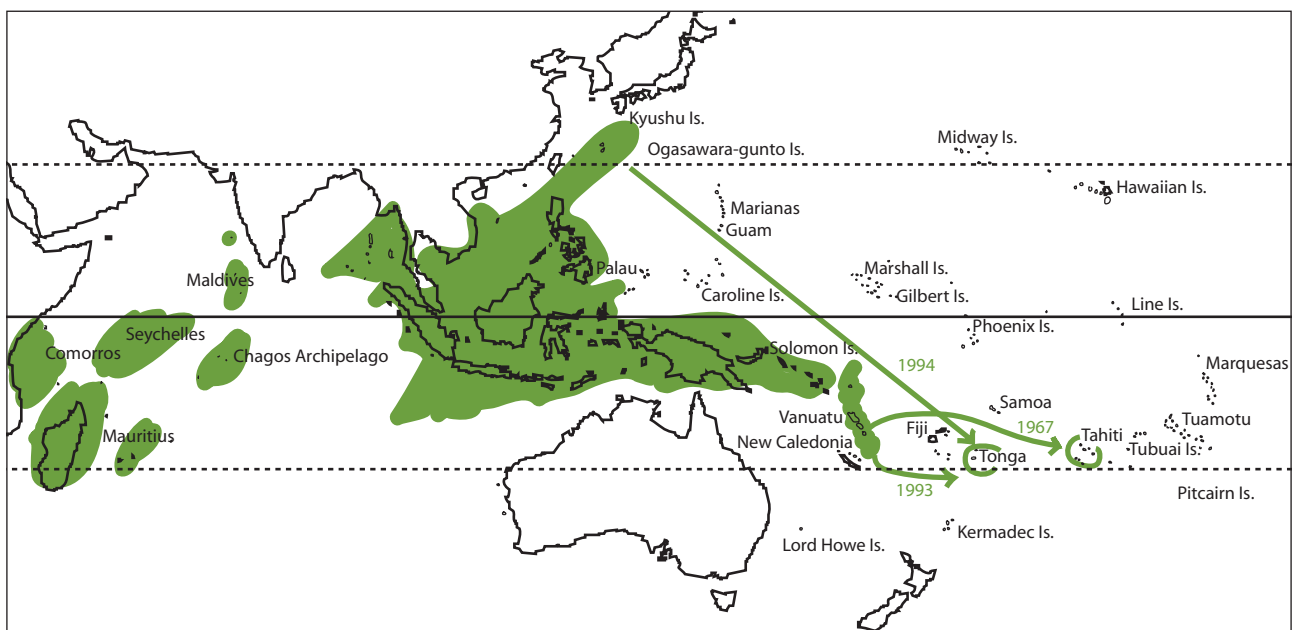 Kyushu Is.
Ogasawara-gunto Is.
Midway Is.
Hawaiian Is.
Marianas
Guam
Maldives
Palau
Caroline Is.
Marshall Is.
Gilbert Is.
Line Is.
Seychelles
Comorros
Chagos Archipelago
Phoenix Is.
Solomon Is.
1994
Marquesas
Mauritius
Vanuatu
New Caledonia
Fiji
Samoa
1967
Tahiti
Tuamotu
Tubuai Is.
Tonga
1993
Pitcairn Is.
Lord Howe Is.
Kermadec Is.